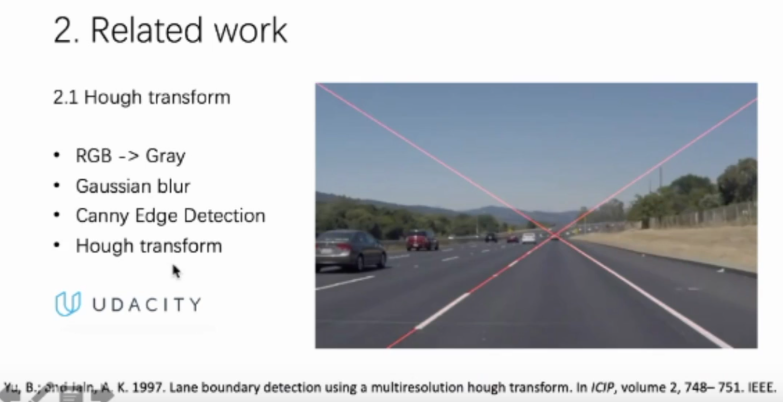 2. Related work
2.1 Hough transform
• RGB -> Gray
• Gaussian blur
• Canny Edge Detection
• Hough transform
UDACITY
Yu, B.; and Jain, A. K. 1997. Lane boundary detection using a multiresolution hough transform. In ICIP, volume 2, 748– 751. IEEE.